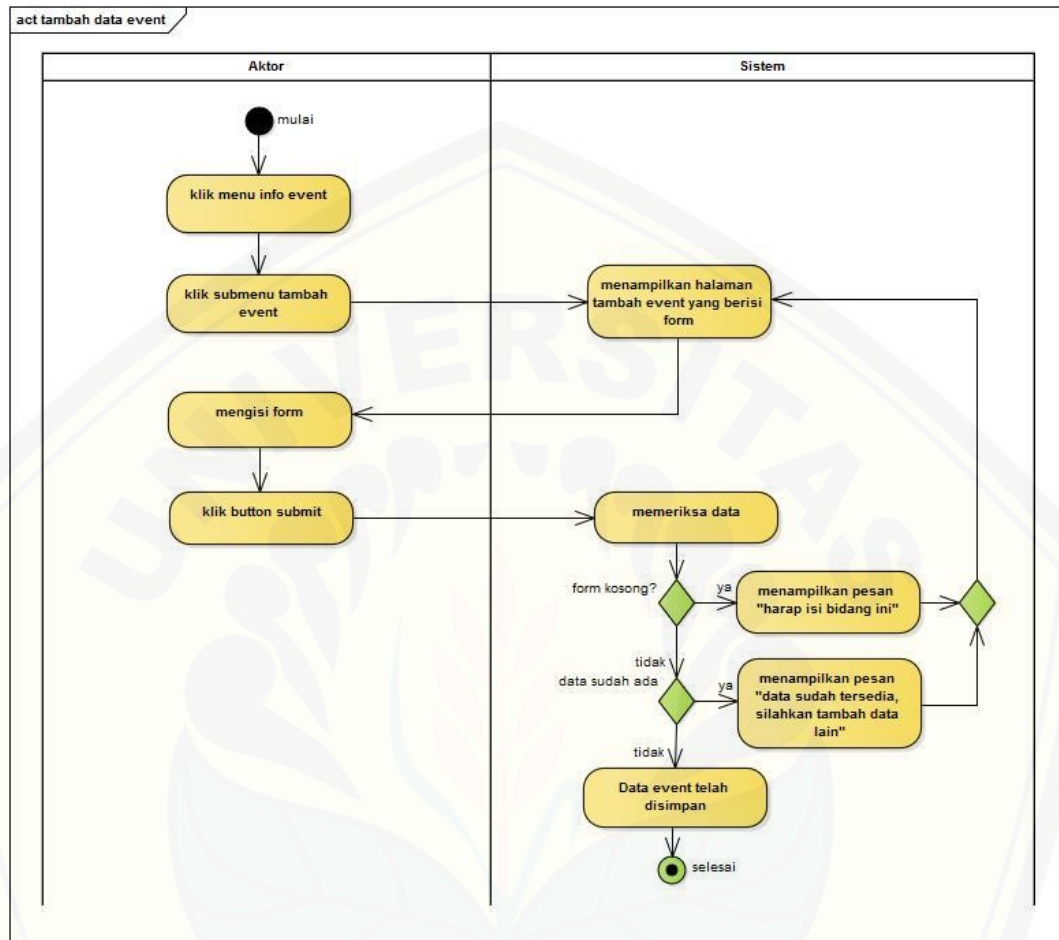 act tambah data event
Aktor
Sistem
mulai
klik menu info event
klik submenu tambah
event
menampilkan halaman
tambah event yang berisi
form
mengisi form
klik button submit
memeriksa data
form kosong?
ya
menampilkan pesan
"harap isi bidang ini"
tidak
data sudah ada
ya
menampilkan pesan
"data sudah tersedia,
silahkan tambah data
lain"
tidak
Data event telah
disimpan
selesai
UNIVERSITAS